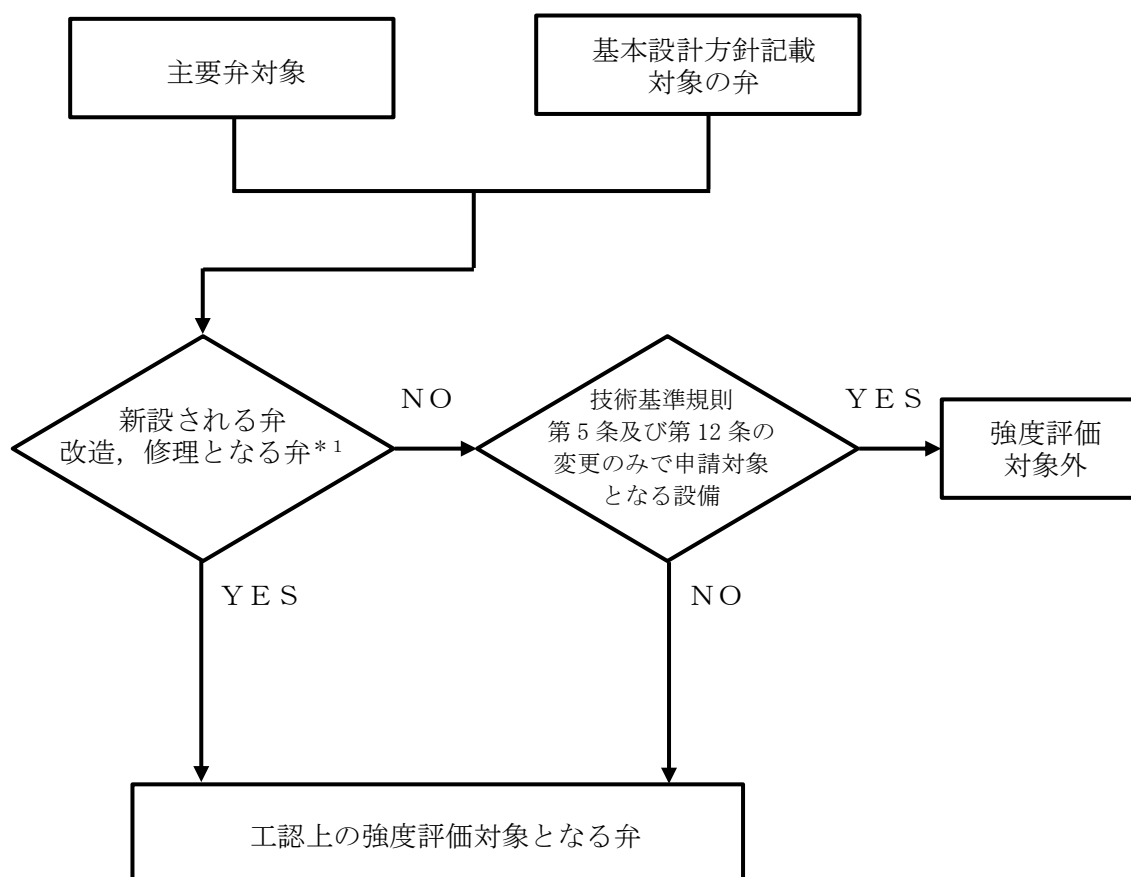 主要弁対象
基本設計方針記載
対象の弁
新設される弁
改造，修理となる弁*1
NO
技術基準規則
第 5 条及び第 12 条の
変更のみで申請対象
となる設備
YES
強度評価
対象外
YES
NO
工認上の強度評価対象となる弁